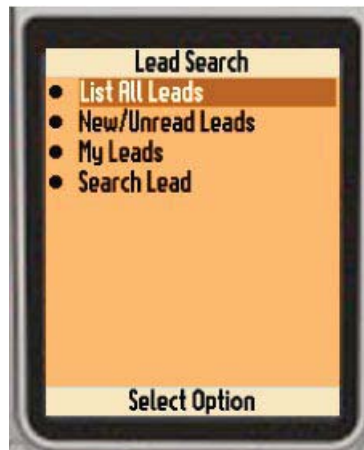 Lead Search
List All Leads
New/Unread Leads
My Leads
Search Lead
Select Option